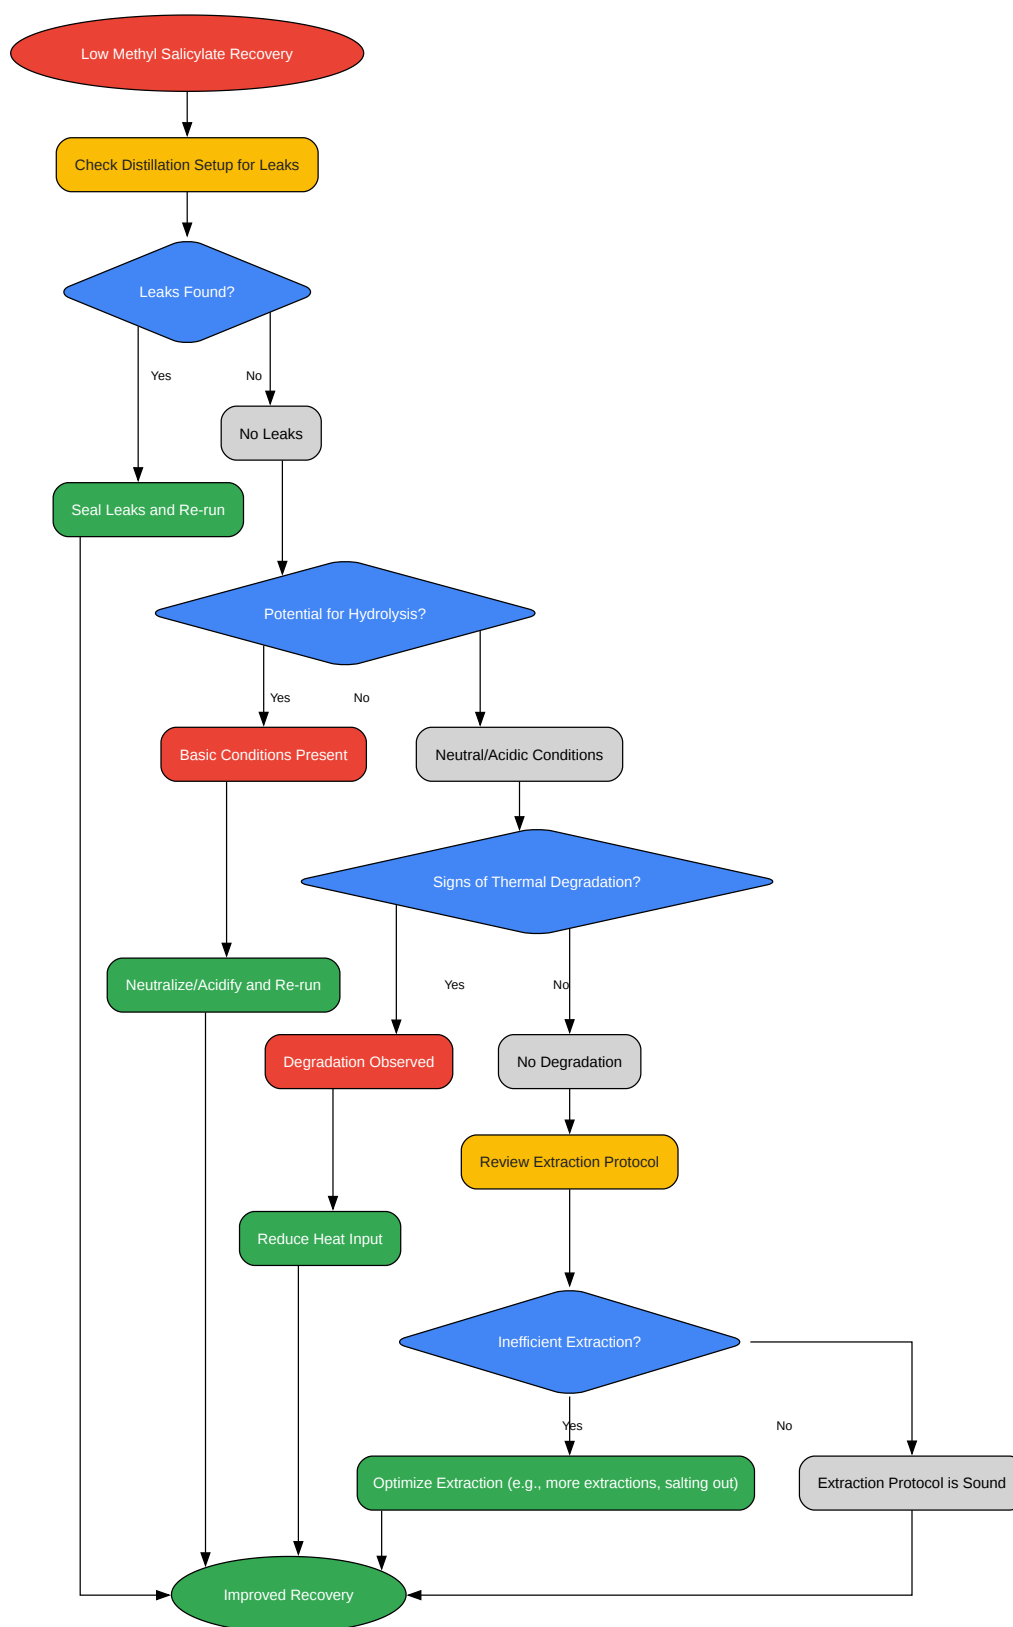 Low Methyl Salicylate Recovery
Check Distillation Setup for Leaks
Leaks Found?
Yes
No
No Leaks
Seal Leaks and Re-run
Potential for Hydrolysis?
Yes
No
Basic Conditions Present
Neutral/Acidic Conditions
Signs of Thermal Degradation?
Neutralize/Acidify and Re-run
Yes
No
Degradation Observed
No Degradation
Review Extraction Protocol
Reduce Heat Input
Inefficient Extraction?
Yes
No
Optimize Extraction (e.g., more extractions, salting out)
Extraction Protocol is Sound
Improved Recovery